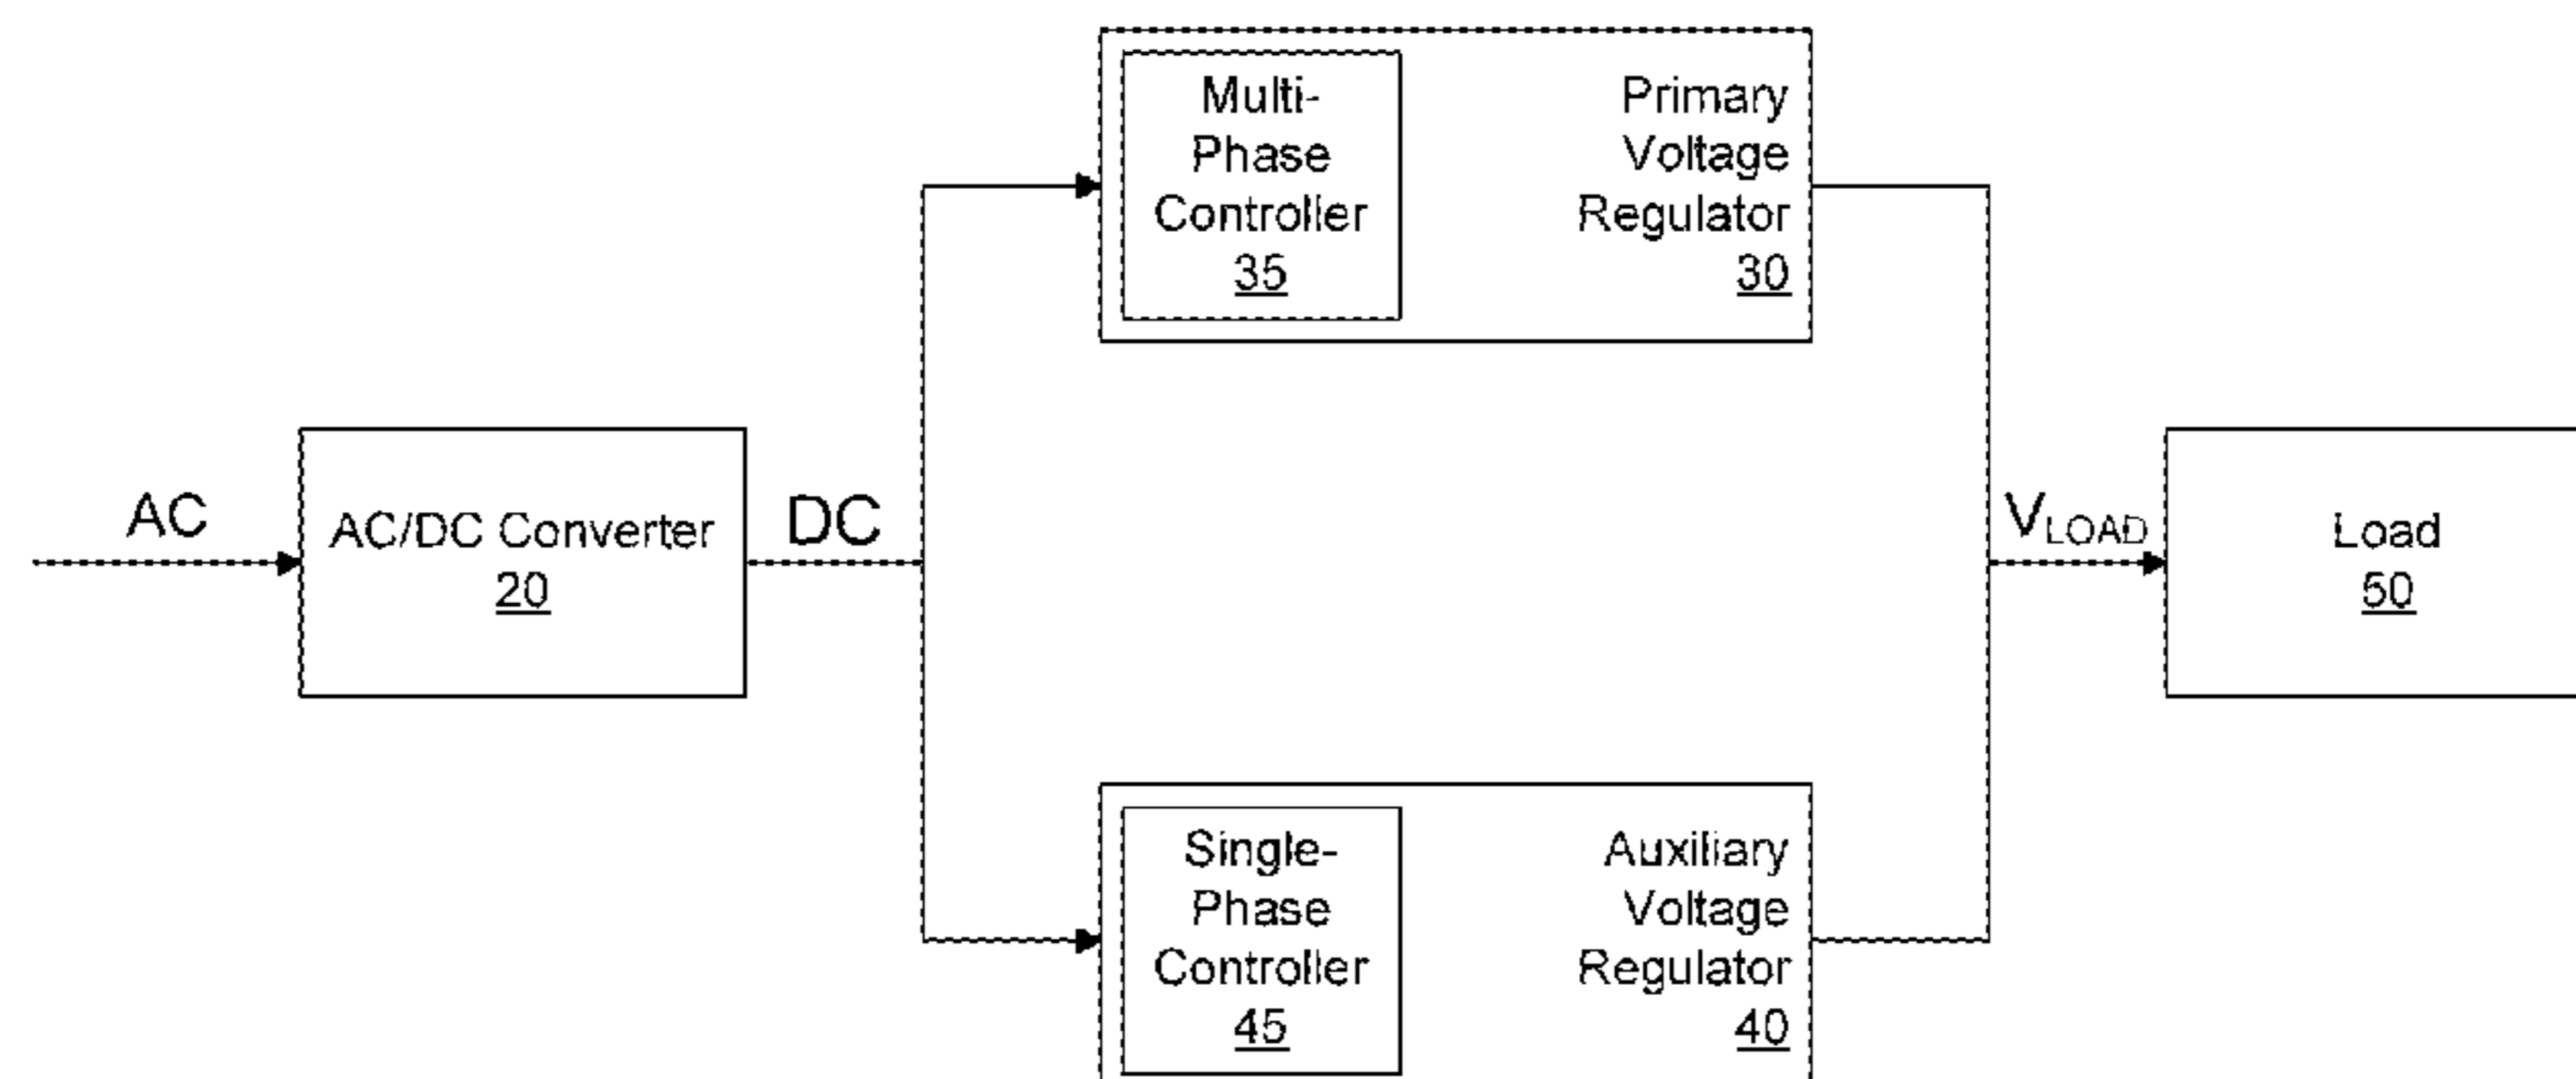 AC
AC/DC Converter
20
DC
Multi-
Phase
Controller
35
Primary
Voltage
Regulator
30
Single-
Phase
Controller
45
Auxiliary
Voltage
Regulator
40
VLOAD
Load
50